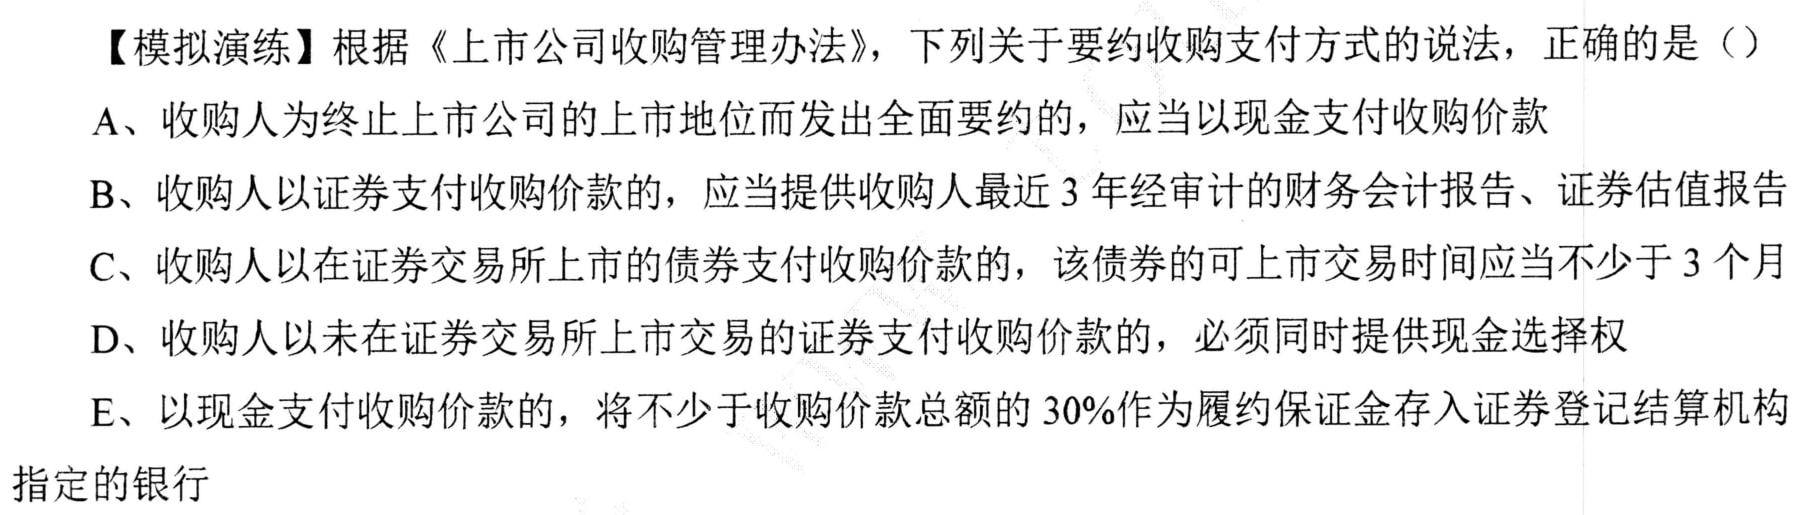 【模拟演练】根据《上市公司收购管理办法》，下列关于要约收购支付方式的说法，正确的是（）
A、收购人为终止上市公司的上市地位而发出全面要约的，应当以现金支付收购价款
B、收购人以证券支付收购价款的，应当提供收购人最近 3 年经审计的财务会计报告、证券估值报告
C、收购人以在证券交易所上市的债券支付收购价款的，该债券的可上市交易时间应当不少于 3 个月
D、收购人以未在证券交易所上市交易的证券支付收购价款的，必须同时提供现金选择权
E、以现金支付收购价款的，将不少于收购价款总额的 30%作为履约保证金存入证券登记结算机构
指定的银行